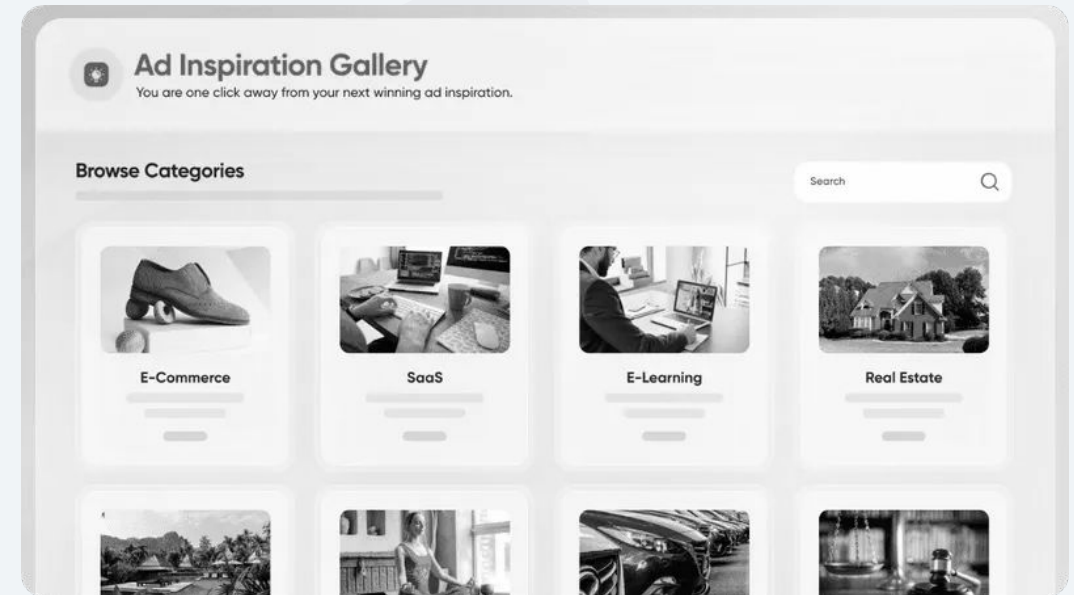 Ad Inspiration Gallery
You are one click away from your next winning ad inspiration.
Browse Categories
Search
E-Commerce
SaaS
E-Learning
Real Estate